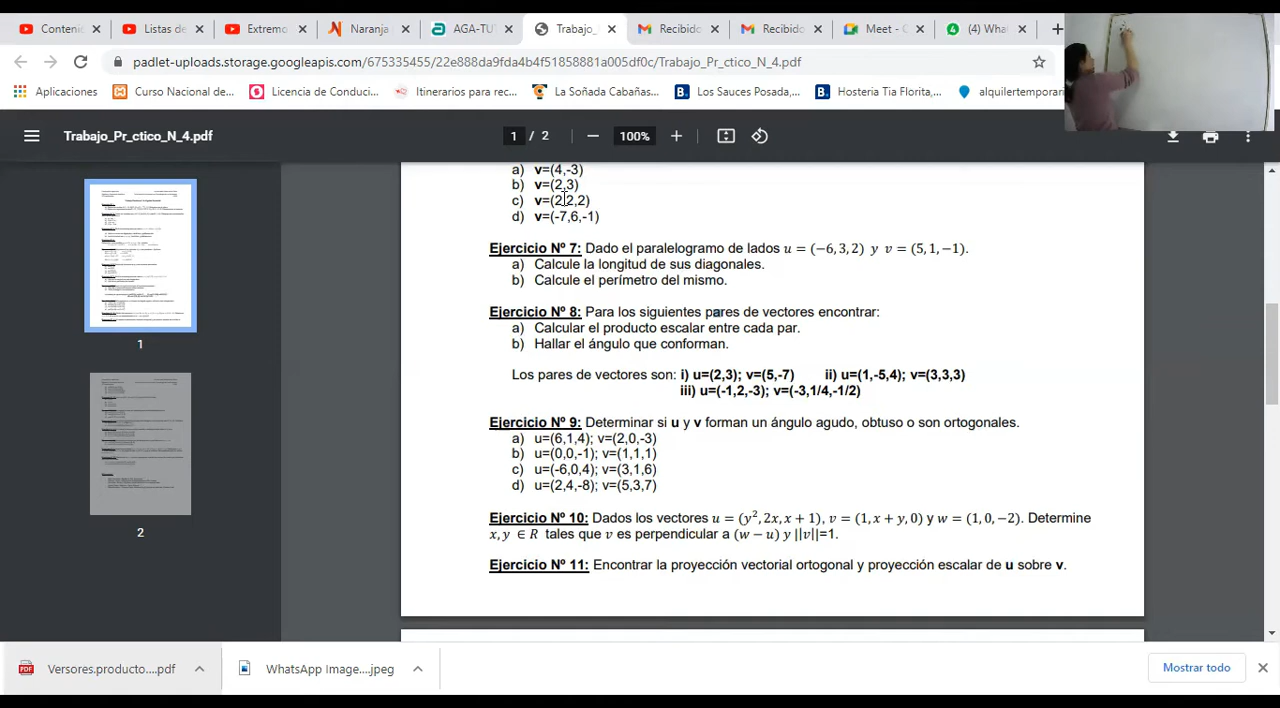 Conteni
Listas de
Extremo
Naranja
AGA-TU
Trabajo_
Recibido
Recibido
Meet - C
(4) Wha
padlet-uploads.storage.googleapis.com/675335455/22e888da9fda4b4f51858881a005df0c/Trabajo_Pr_ctico_N_4.pdf
Aplicaciones
Curso Nacional de...
Licencia de Conduci...
Itinerarios para rec...
La Soñada Cabañas...
Los Sauces Posada,...
Hosteria Tia Florita,...
alquilertemporari
Trabajo_Pr_ctico_N_4.pdf
1 / 2
100%
a) v=(4,-3)
b) v=(2,3)
c) v=(2,2,2)
d) v=(-7,6,-1)
Ejercicio Nº 7: Dado el paralelogramo de lados u = (−6,3,2) y v = (5,1,−1).
a) Calcule la longitud de sus diagonales.
b) Calcule el perímetro del mismo.
Ejercicio Nº 8: Para los siguientes pares de vectores encontrar:
a) Calcular el producto escalar entre cada par.
b) Hallar el ángulo que conforman.
Los pares de vectores son: i) u=(2,3); v=(5,-7) ii) u=(1,-5,4); v=(3,3,3)
iii) u=(-1,2,-3); v=(-3,1/4,-1/2)
Ejercicio Nº 9: Determinar si u y v forman un ángulo agudo, obtuso o son ortogonales.
a) u=(6,1,4); v=(2,0,-3)
b) u=(0,0,-1); v=(1,1,1)
c) u=(-6,0,4); v=(3,1,6)
d) u=(2,4,-8); v=(5,3,7)
Ejercicio Nº 10: Dados los vectores u = (y², 2x, x + 1), v = (1, x + y, 0) y w = (1, 0, −2). Determine
x, y ∈ R tales que v es perpendicular a (w − u) y ||v||=1.
Ejercicio Nº 11: Encontrar la proyección vectorial ortogonal y proyección escalar de u sobre v.
1
2
Versores.producto....pdf
WhatsApp Image....jpeg
Mostrar todo